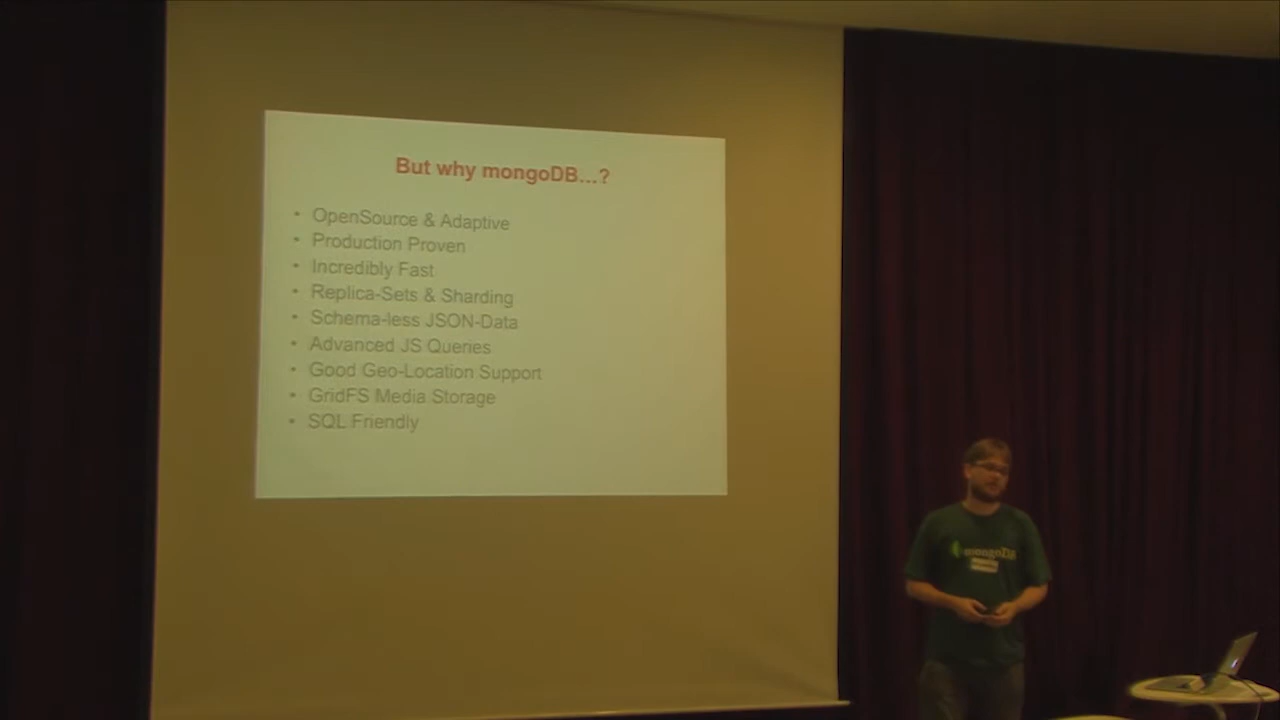 But why mongoDB...?
• OpenSource & Adaptive
• Production Proven
• Incredibly Fast
• Replica-Sets & Sharding
• Schema-less JSON-Data
• Advanced JS Queries
• Good Geo-Location Support
• GridFS Media Storage
• SQL Friendly
mongoDB